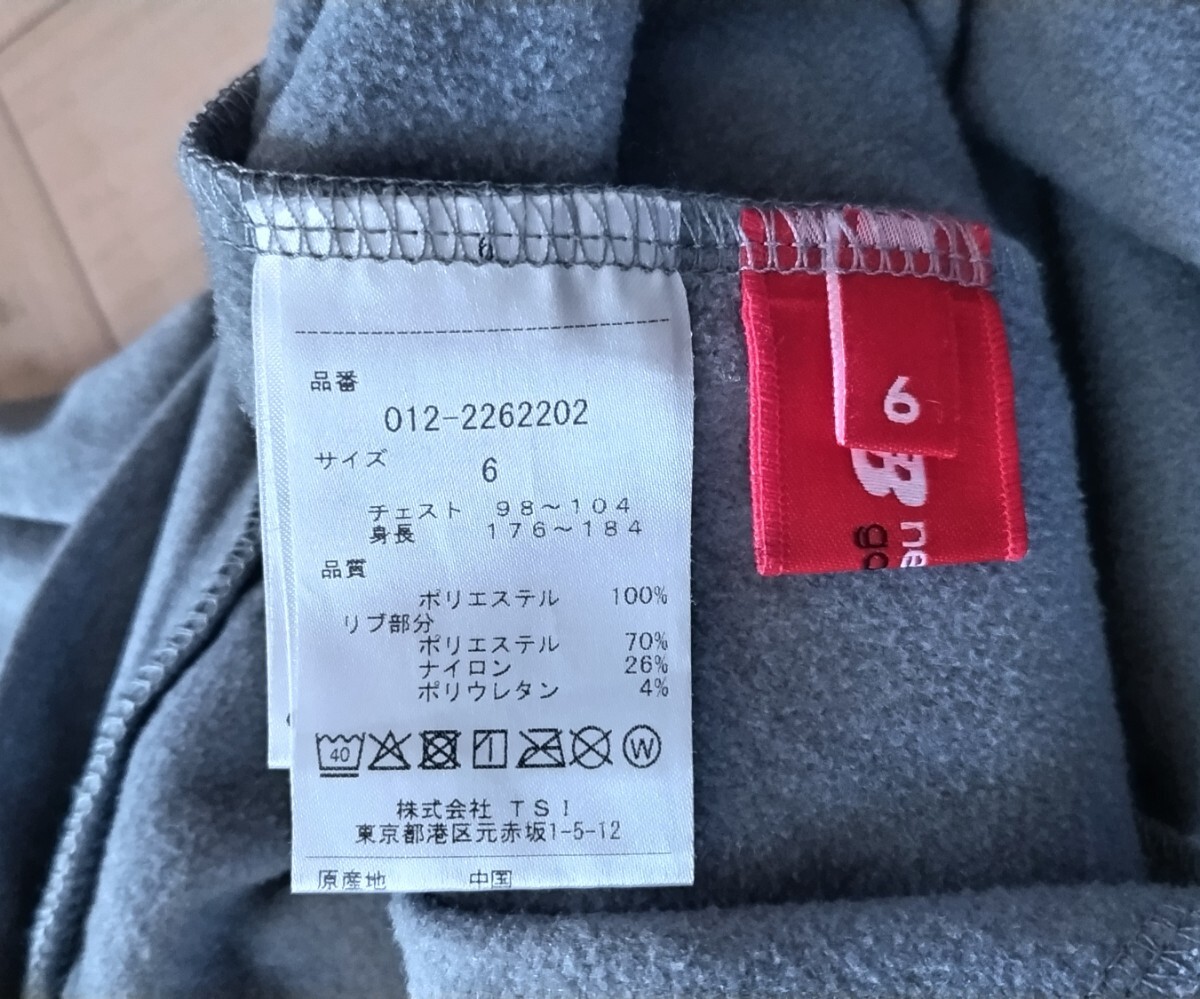 6
品番
012-2262202
サイズ
6
チェスト 98～104
身長 176～184
品質
ポリエステル 100%
リブ部分
ポリエステル 70%
ナイロン 26%
ポリウレタン 4%
40
W
株式会社 TSI
東京都港区元赤坂1-5-12
原産地 中国
6
ne
go